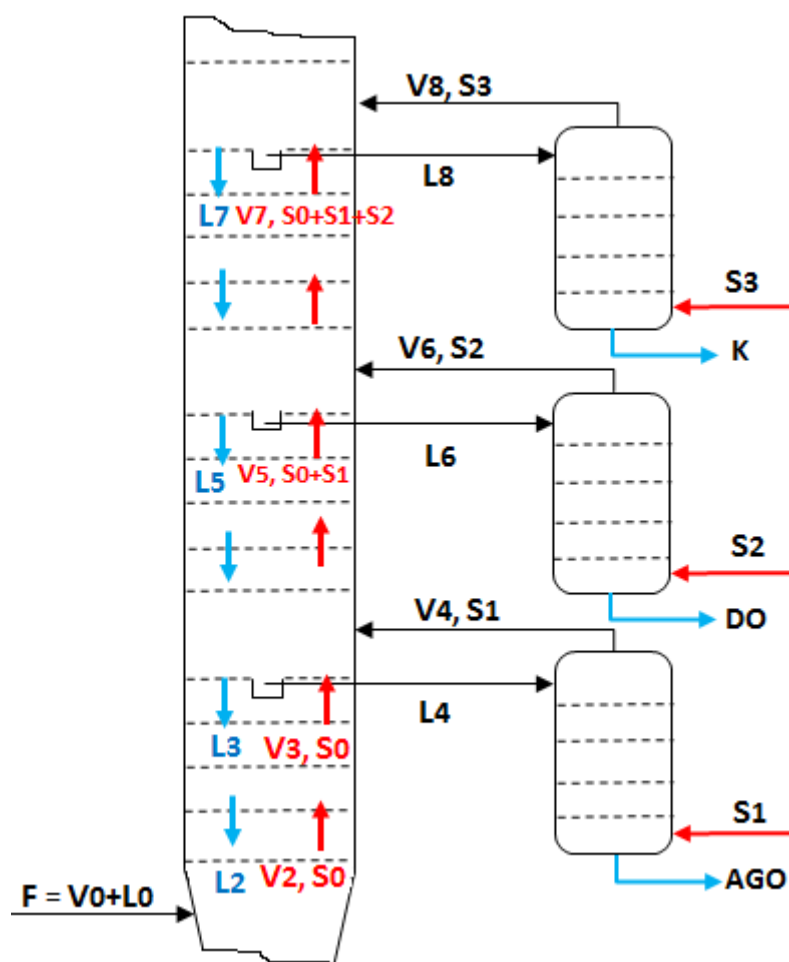 V8, S3
L8
L7
V7, S0+S1+S2
S3
K
V6, S2
L6
L5
V5, S0+S1
S2
DO
V4, S1
L4
L3
V3, S0
S1
L2
V2, S0
AGO
F = V0+L0